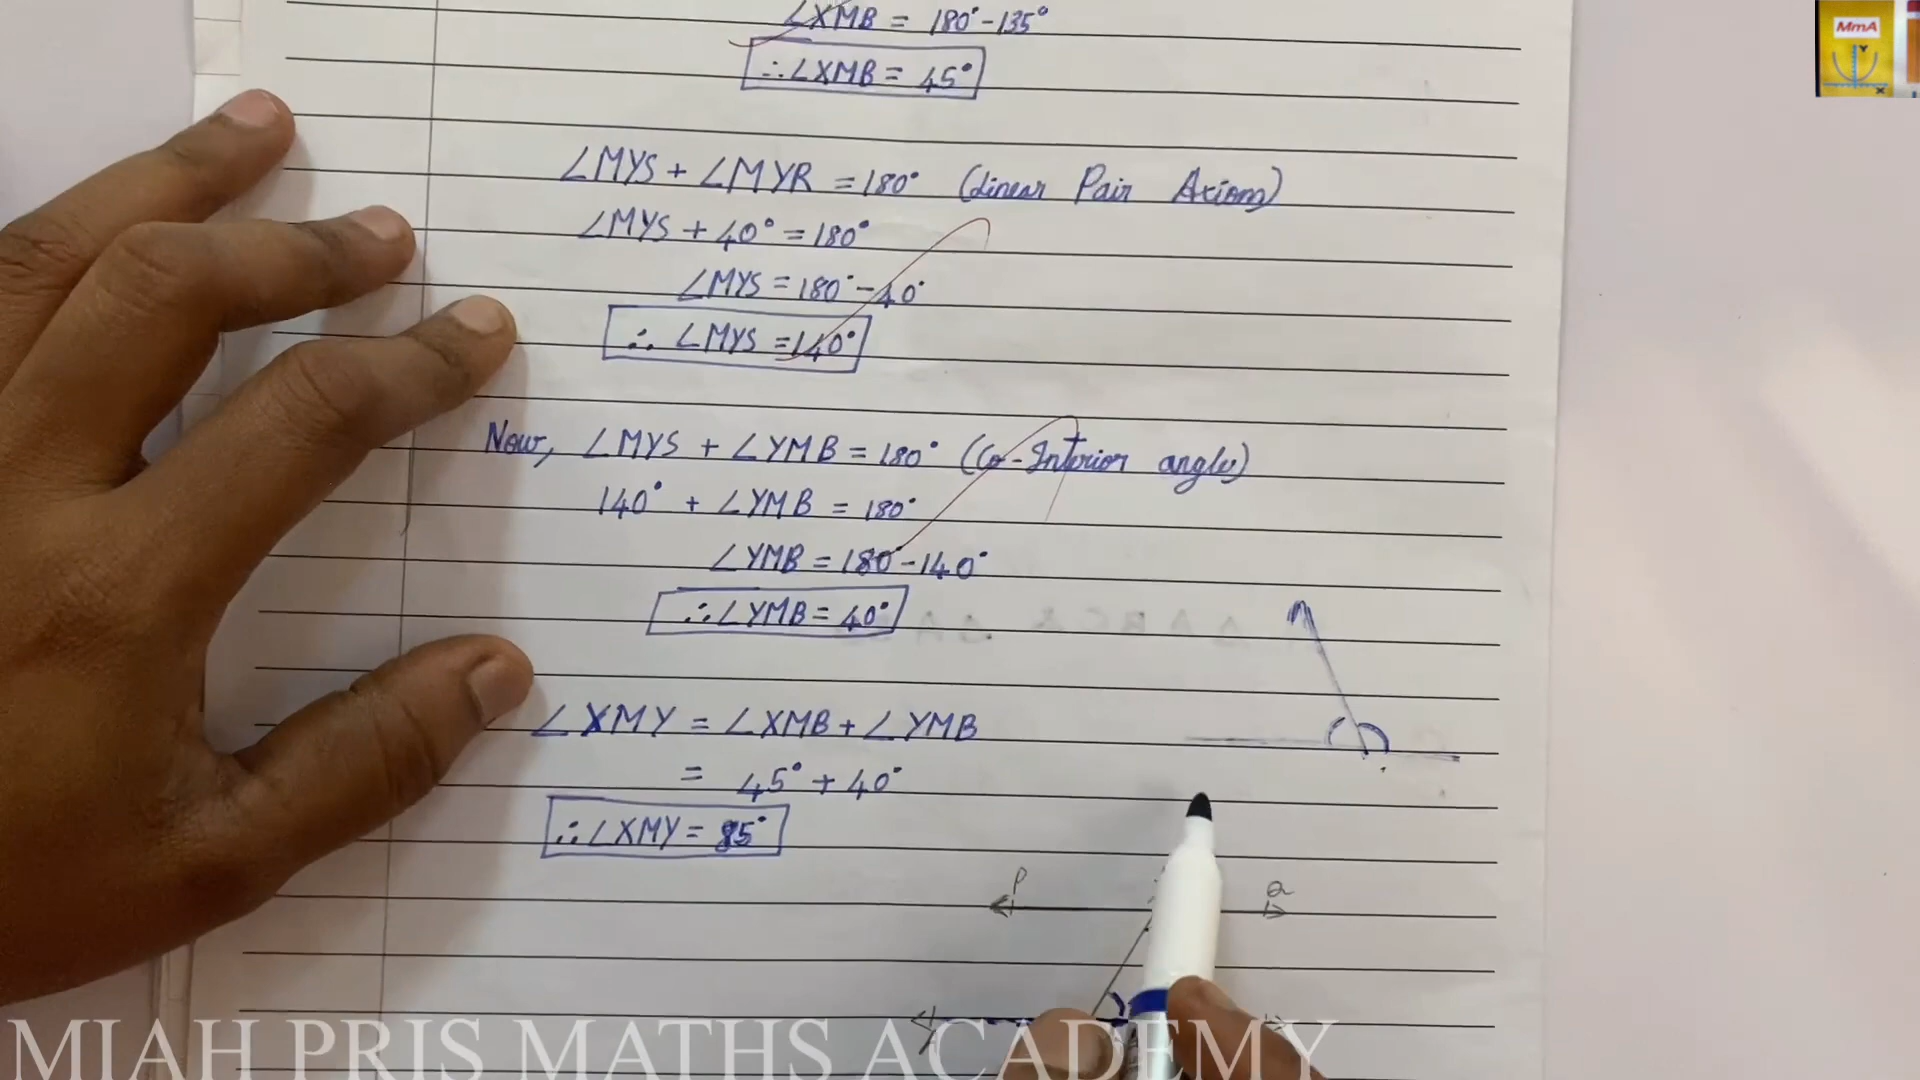 ∠XMB = 180° - 135°
∴ ∠XMB = 45°
MmA
Y
X
∠MYS + ∠MYR = 180° (Linear Pair Axiom)
∠MYS + 40° = 180°
∠MYS = 180° - 40°
∴ ∠MYS = 140°
Now, ∠MYS + ∠YMB = 180° (Co-Interior angle)
140° + ∠YMB = 180°
∠YMB = 180° - 140°
∴ ∠YMB = 40°
∠XMY = ∠XMB + ∠YMB
= 45° + 40°
∴ ∠XMY = 85°
P Q
MIAH PRIS MATHS ACADEMY